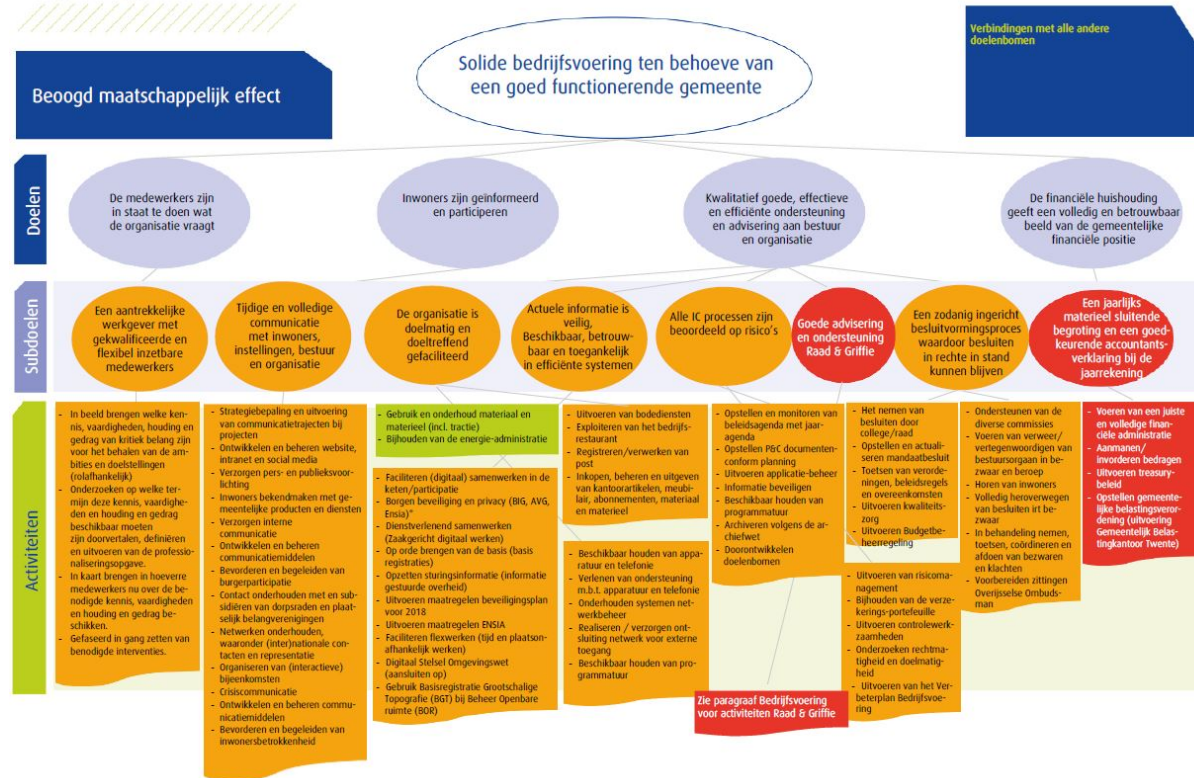 Verbindingen met alle andere
doelenbomen
Solide bedrijfsvoering ten behoeve van
een goed functionerende gemeente
Beoogd maatschappelijk effect
Doelen
De medewerkers zijn
in staat te doen wat
de organisatie vraagt
Inwoners zijn geïnformeerd
en participeren
Kwalitatief goede, effectieve
en efficiënte ondersteuning
en advisering aan bestuur
en organisatie
De financiële huishouding
geeft een volledig en betrouwbaar
beeld van de gemeentelijke
financiële positie
Subdoelen
Een aantrekkelijke
werkgever met
gekwalificeerde en
flexibel inzetbare
medewerkers
Tijdige en volledige
communicatie
met inwoners,
instellingen, bestuur
en organisatie
De organisatie is
doelmatig en
doeltreffend
gefaciliteerd
Actuele informatie is
veilig,
Beschikbaar, betrouw-
baar en toegankelijk
in efficiënte systemen
Alle IC processen zijn
beoordeeld op risico's
Goede advisering
en ondersteuning
Raad & Griffie
Een zodanig ingericht
besluitvormingsproces
waardoor besluiten
in rechte in stand
kunnen blijven
Een jaarlijks
materieel sluitende
begroting en een goed-
keurende accountants-
verklaring bij de
jaarrekening
Activiteiten
- In beeld brengen welke ken-
nis, vaardigheden, houding en
gedrag van kritiek belang zijn
voor het behalen van de am-
bities en doelstellingen
(rolafhankelijk)
- Onderzoeken op welke ter-
mijn deze kennis, vaardighe-
den en houding en gedrag
beschikbaar moeten
zijn doorvertalen, definiëren
en uitvoeren van de professio-
naliseringsopgave.
- In kaart brengen in hoeverre
medewerkers nu over de be-
nodigde kennis, vaardigheden
en houding en gedrag be-
schikken.
- Gefaseerd in gang zetten van
benodigde interventies.
- Strategiebepaling en uitvoering
van communicatietrajecten bij
projecten
- Ontwikkelen en beheren website,
intranet en social media
- Verzorgen pers- en publieksvoor-
lichting
- Inwoners bekendmaken met ge-
meentelijke producten en diensten
- Verzorgen interne
communicatie
- Ontwikkelen en beheren
communicatiemiddelen
- Bevorderen en begeleiden van
burgerparticipatie
- Contact onderhouden met en sub-
sidiëren van dorpsraden en plaat-
selijk belangverenigingen
- Netwerken onderhouden,
waaronder (inter)nationale con-
tacten en representatie
- Organiseren van (interactieve)
bijeenkomsten
- Crisiscommunicatie
- Ontwikkelen en beheren commu-
nicatiemiddelen
- Bevorderen en begeleiden van
inwonersbetrokkenheid
- Gebruik en onderhoud materiaal en
materieel (incl. tractie)
- Bijhouden van de energie-administratie
- Faciliteren (digitaal) samenwerken in de
keten/participatie
- Borgen beveiliging en privacy (BIG, AVG,
Ensia)*
- Dienstverlenend samenwerken
(Zaakgericht digitaal werken)
- Op orde brengen van de basis (basis
registraties)
- Opzetten sturingsinformatie (informatie
gestuurde overheid)
- Uitvoeren maatregelen beveiligingsplan
voor 2018
- Uitvoeren maatregelen ENSIA
- Faciliteren flexwerken (tijd en plaatson-
afhankelijk werken)
- Digitaal Stelsel Omgevingswet
(aansluiten op)
- Gebruik Basisregistratie Grootschalige
Topografie (BGT) bij Beheer Openbare
ruimte (BOR)
- Uitvoeren van bodediensten
- Exploiteren van het bedrijfs-
restaurant
- Registreren/verwerken van
post
- Inkopen, beheren en uitgeven
van kantoorartikelen, meubi-
lair, abonnementen, materiaal
en materieel
- Beschikbaar houden van appa-
ratuur en telefonie
- Verlenen van ondersteuning
m.b.t. apparatuur en telefonie
- Onderhouden systemen net-
werkbeheer
- Realiseren / verzorgen ont-
sluiting netwerk voor externe
toegang
- Beschikbaar houden van pro-
grammatuur
- Opstellen en monitoren van
beleidsagenda met jaar-
agenda
- Opstellen P&C documenten-
conform planning
- Uitvoeren applicatie-beheer
- Informatie beveiligen
- Beschikbaar houden van
programmatuur
- Archiveren volgens de ar-
chiefwet
- Doorontwikkelen
doelenbomen
Zie paragraaf Bedrijfsvoering
voor activiteiten Raad & Griffie
- Het nemen van
besluiten door
college/raad
- Opstellen en actuali-
seren mandaatbesluit
- Toetsen van verorde-
ningen, beleidsregels
en overeenkomsten
- Uitvoeren kwaliteits-
zorg
- Uitvoeren Budgetbe-
heerregeling
- Uitvoeren van risicoma-
nagement
- Bijhouden van de verze-
kerings-portefeuille
- Uitvoeren controlewerk-
zaamheden
- Onderzoeken rechtma-
tigheid en doelmatig-
heid
- Uitvoeren van het Ver-
beterplan Bedrijfsvoe-
ring
- Ondersteunen van de
diverse commissies
- Voeren van verweer/
vertegenwoordigen van
bestuursorgaan in be-
zwaar en beroep
- Horen van inwoners
- Volledig heroverwegen
van besluiten irt be-
zwaar
- In behandeling nemen,
toetsen, coördineren en
afdoen van bezwaren
en klachten
- Voorbereiden zittingen
Overijsselse Ombuds-
man
- Voeren van een juiste
en volledige finan-
ciële administratie
- Aanmanen/
invorderen bedragen
- Uitvoeren treasury-
beleid
- Opstellen gemeente-
lijke belastingsveror-
dening (uitvoering
Gemeentelijk Belas-
tingkantoor Twente)